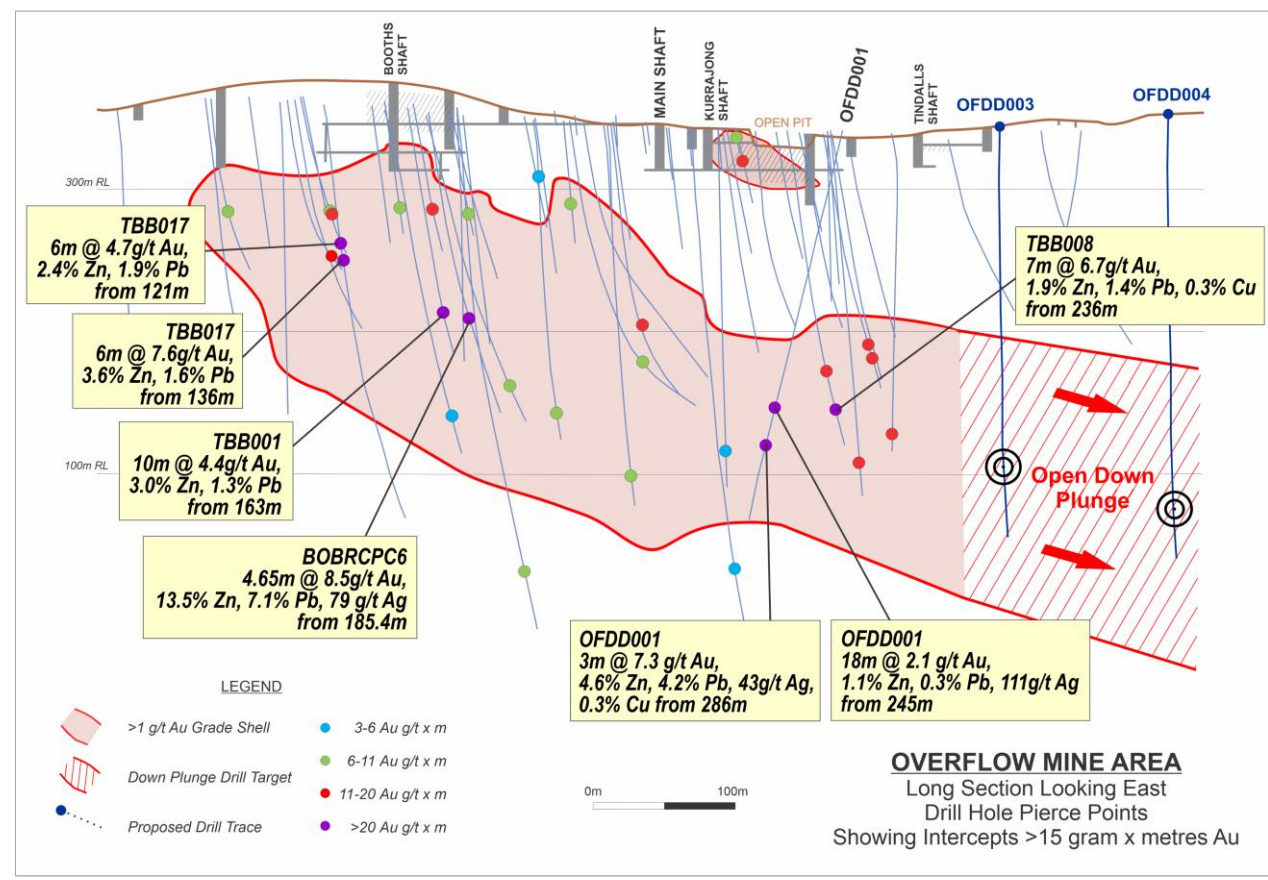 BOOTHS
SHAFT
MAIN SHAFT
KURRAJONG
SHAFT
OPEN PIT
OFDD001
TINDALLS
SHAFT
OFDD003
OFDD004
300m RL
100m RL
TBB017
6m @ 4.7g/t Au,
2.4% Zn, 1.9% Pb
from 121m
TBB017
6m @ 7.6g/t Au,
3.6% Zn, 1.6% Pb
from 136m
TBB001
10m @ 4.4g/t Au,
3.0% Zn, 1.3% Pb
from 163m
BOBRCPC6
4.65m @ 8.5g/t Au,
13.5% Zn, 7.1% Pb, 79 g/t Ag
from 185.4m
TBB008
7m @ 6.7g/t Au,
1.9% Zn, 1.4% Pb, 0.3% Cu
from 236m
Open Down
Plunge
OFDD001
3m @ 7.3 g/t Au,
4.6% Zn, 4.2% Pb, 43g/t Ag,
0.3% Cu from 286m
OFDD001
18m @ 2.1 g/t Au,
1.1% Zn, 0.3% Pb, 111g/t Ag
from 245m
LEGEND
>1 g/t Au Grade Shell
Down Plunge Drill Target
Proposed Drill Trace
3-6 Au g/t x m
6-11 Au g/t x m
11-20 Au g/t x m
>20 Au g/t x m
0m 100m
OVERFLOW MINE AREA
Long Section Looking East
Drill Hole Pierce Points
Showing Intercepts >15 gram x metres Au